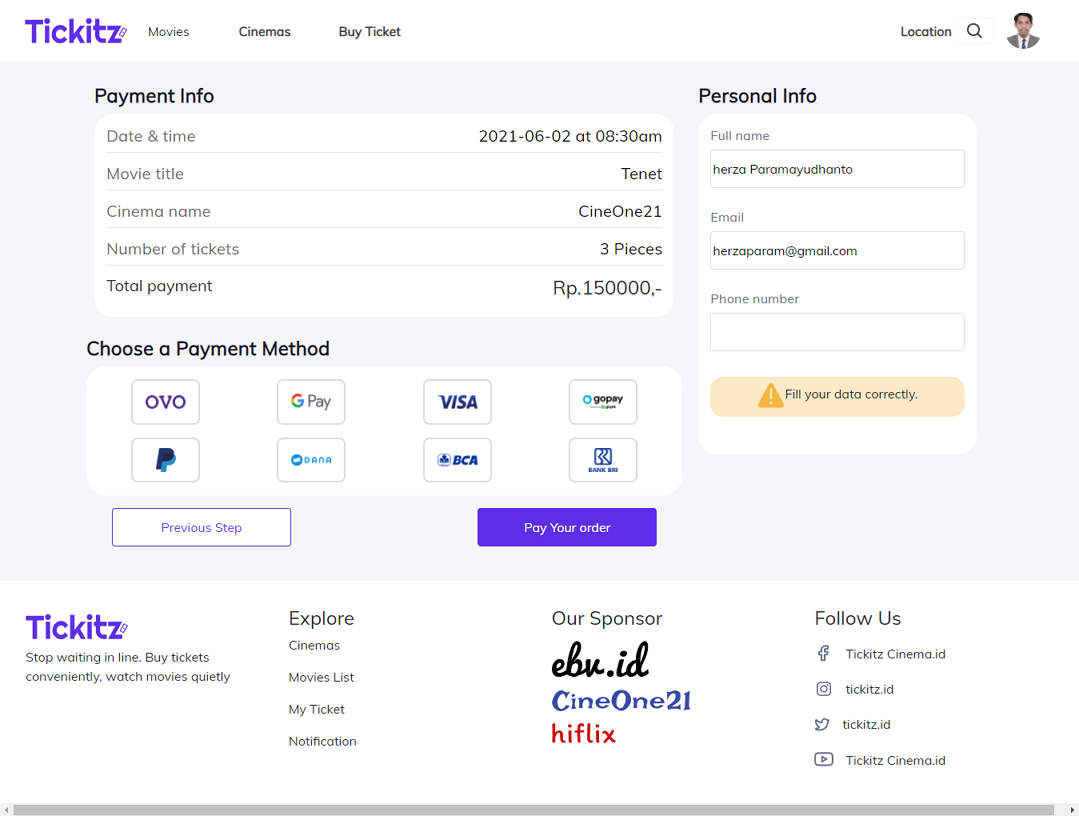 Tickitz
Movies
Cinemas
Buy Ticket
Location
Payment Info
Date & time 2021-06-02 at 08:30am
Movie title Tenet
Cinema name CineOne21
Number of tickets 3 Pieces
Total payment Rp.150000,-
Choose a Payment Method
OVO
G Pay
VISA
gopay
DANA
BCA
BANK BRI
Previous Step
Pay Your order
Personal Info
Full name
herza Paramayudhanto
Email
herzaparam@gmail.com
Phone number
Fill your data correctly.
Tickitz
Stop waiting in line. Buy tickets
conveniently, watch movies quietly
Explore
Cinemas
Movies List
My Ticket
Notification
Our Sponsor
ebv.id
CineOne21
hiflix
Follow Us
Tickitz Cinema.id
tickitz.id
tickitz.id
Tickitz Cinema.id